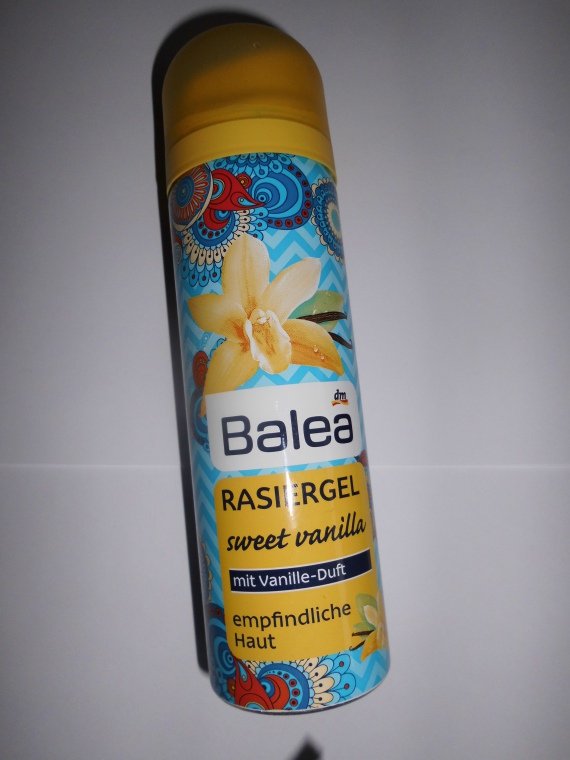 dm
Balea
RASIERGEL
sweet vanilla
mit Vanille-Duft
empfindliche
Haut